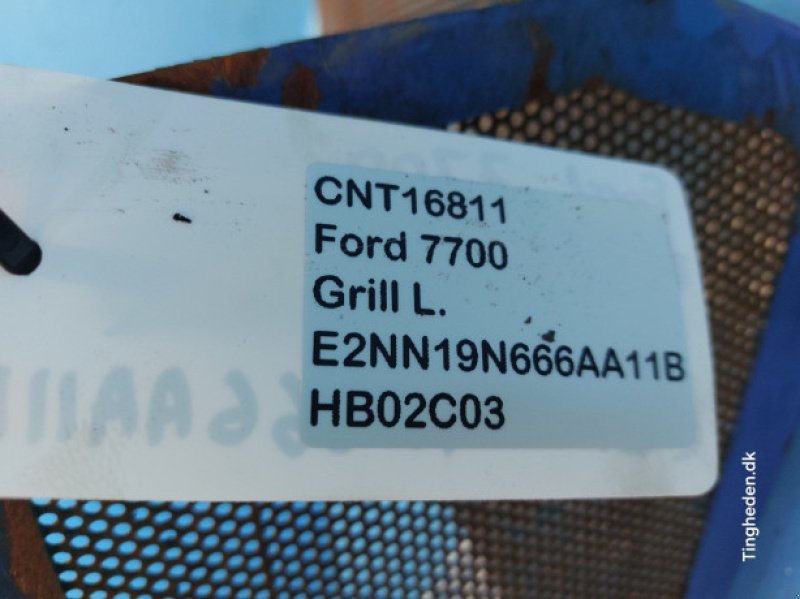 CNT16811
Ford 7700
Grill L.
E2NN19N666AA11B
HB02C03
Tingheden.dk